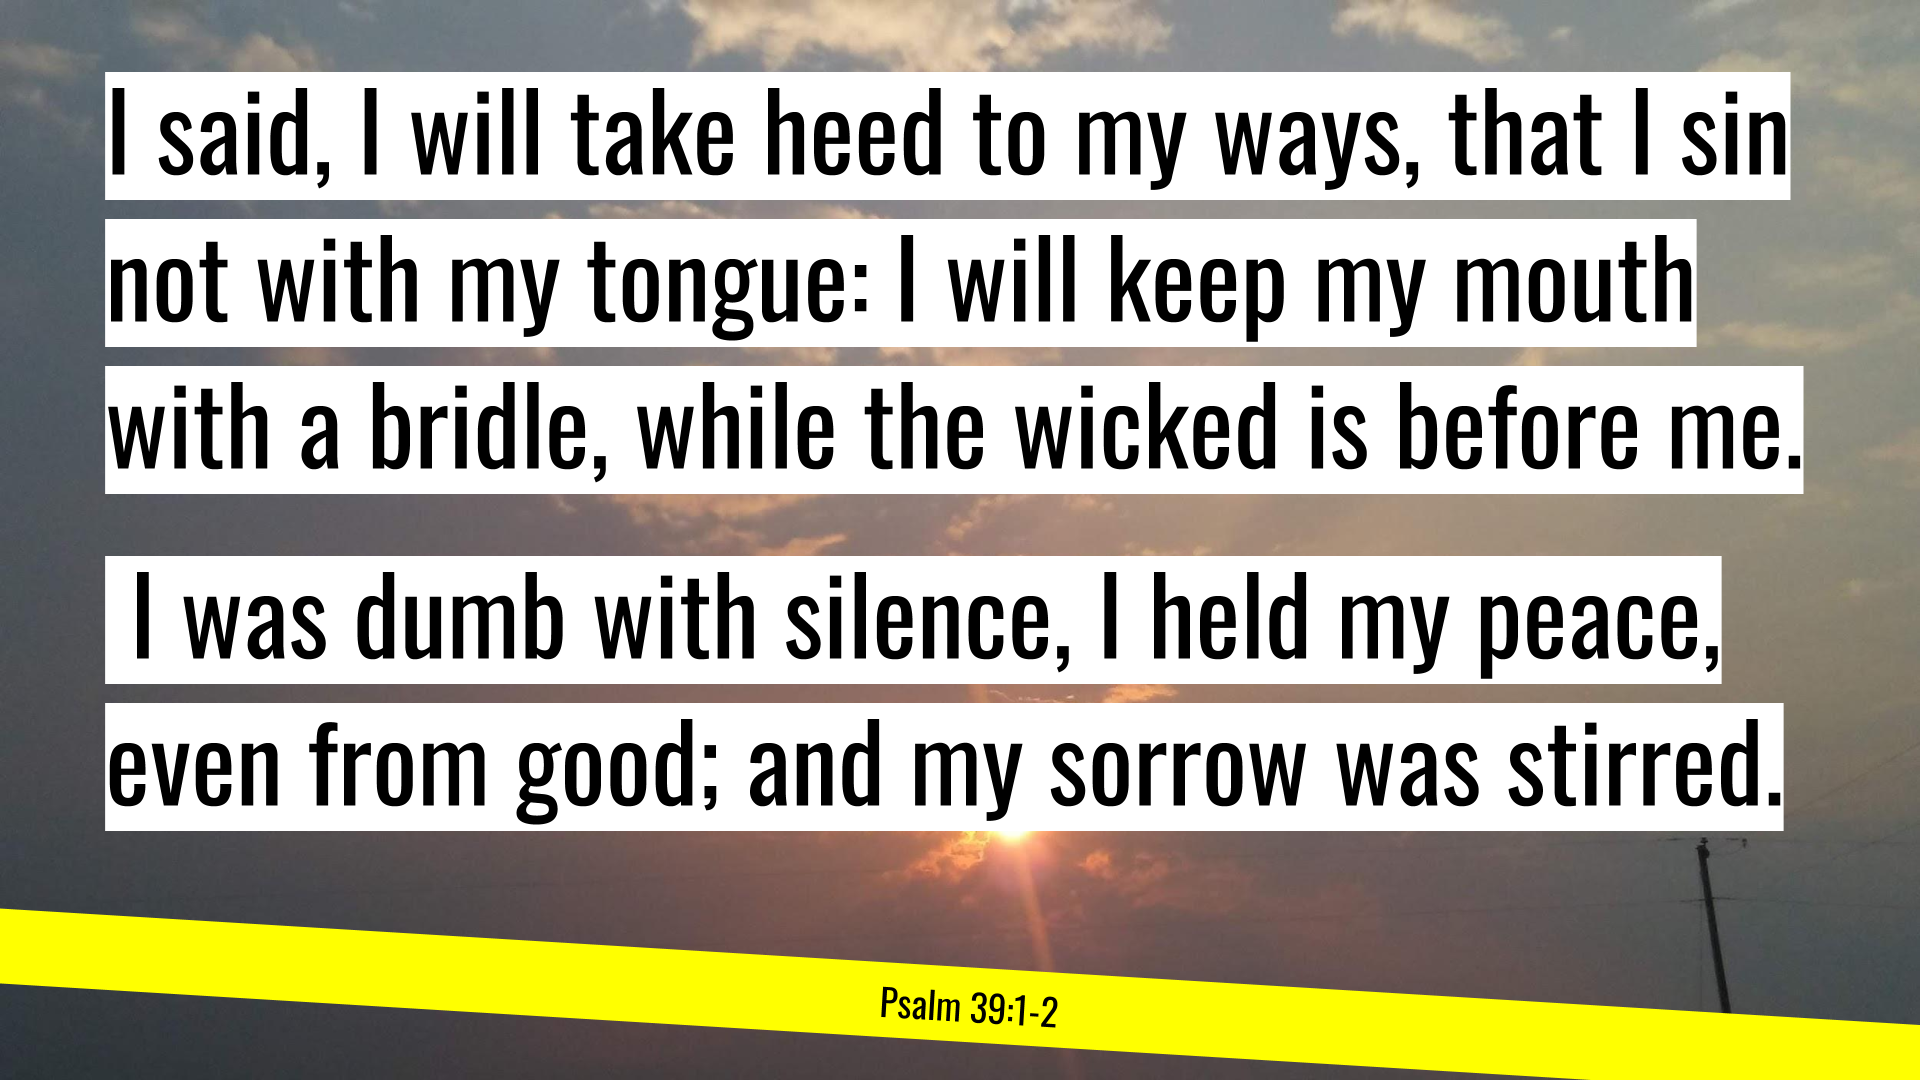 I said, I will take heed to my ways, that I sin
not with my tongue: I will keep my mouth
with a bridle, while the wicked is before me.
I was dumb with silence, I held my peace,
even from good; and my sorrow was stirred.
Psalm 39:1-2